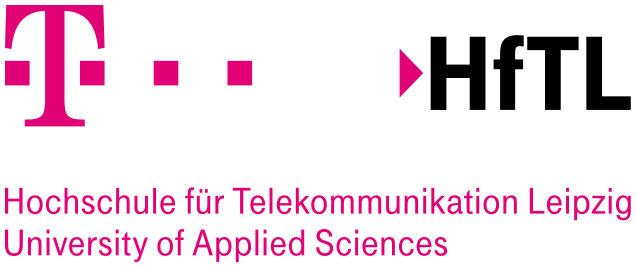 T HfTL
Hochschule für Telekommunikation Leipzig
University of Applied Sciences